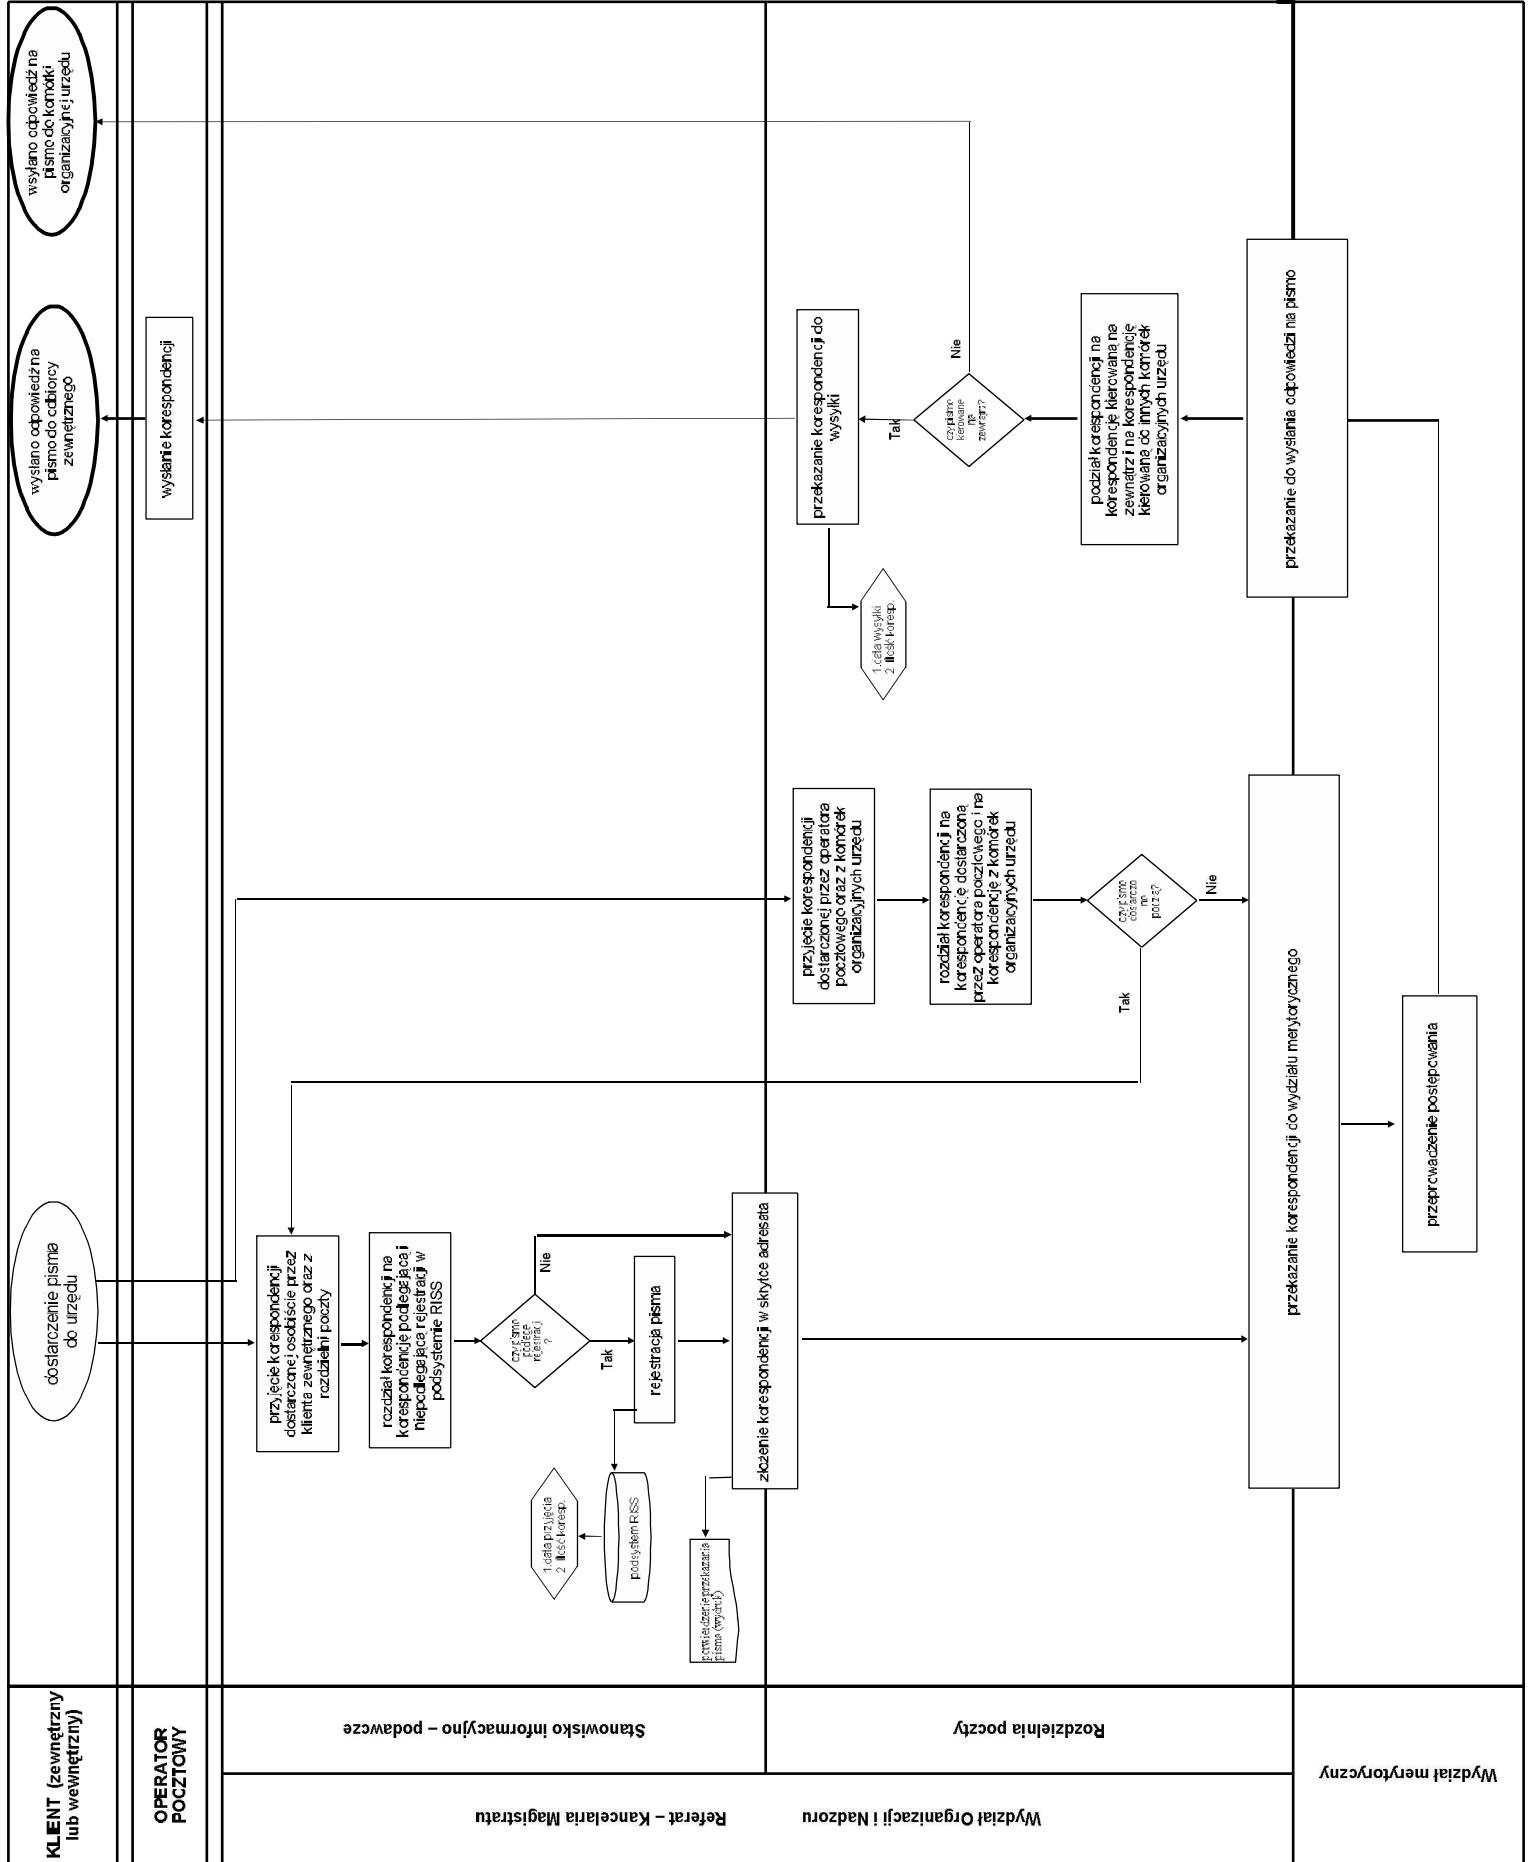 KLIENT (zewnętrzny
lub wewnętrzny)
dostarczenie pisma
do urzędu
wysłano odpowiedź na
pismo do odbiorcy
zewnętrznego
wsyłano odpowiedź na
pismo do komórki
organizacyjnej urzędu
OPERATOR
POCZTOWY
wysłanie korespondencji
Wydział Organizacji i Nadzoru
Referat – Kancelaria Magistratu
Stanowisko informacyjno – podawcze
przyjęcie korespondencji
dostarczonej osobiście przez
klienta zewnętrznego oraz z
rozdzielni poczty
rozdział korespondencji na
korespondencję podlegającą i
niepodlegającą rejestracji w
podsystemie RISS
czy pismo
podlega
rejestracji
?
Nie
Tak
rejestracja pisma
podsystem RISS
1.data przyjęcia
2. ilość koresp.
złożenie korespondencji w skrytce adresata
potwierdzenie przekazania
pisma (wydruk)
Rozdzielnia poczty
przyjęcie korespondenicji
dostarczonej przez operatora
pocztowego oraz z komórek
organizacyjnych urzędu
rozdział korespondencji na
korespondencję dostarczoną
przez operatora pocztowego i na
korespondencję z komórek
organizacyjnych urzędu
czy pismo
dostarczo
no
pocztą?
Tak
Nie
przekazanie korespondencji do
wysyłki
1.data wysyłki
2. ilość koresp.
czy pismo
kierowane
na
zewnątrz?
Tak
Nie
podział korespondencji na
korespondencję kierowaną na
zewnątrz i na korespondencję
kierowaną do innych komórek
organizacyjnych urzędu
Wydział merytoryczny
przekazanie korespondencji do wydziału merytorycznego
przeprowadzenie postępowania
przekazanie do wysłania odpowiedzi na pismo